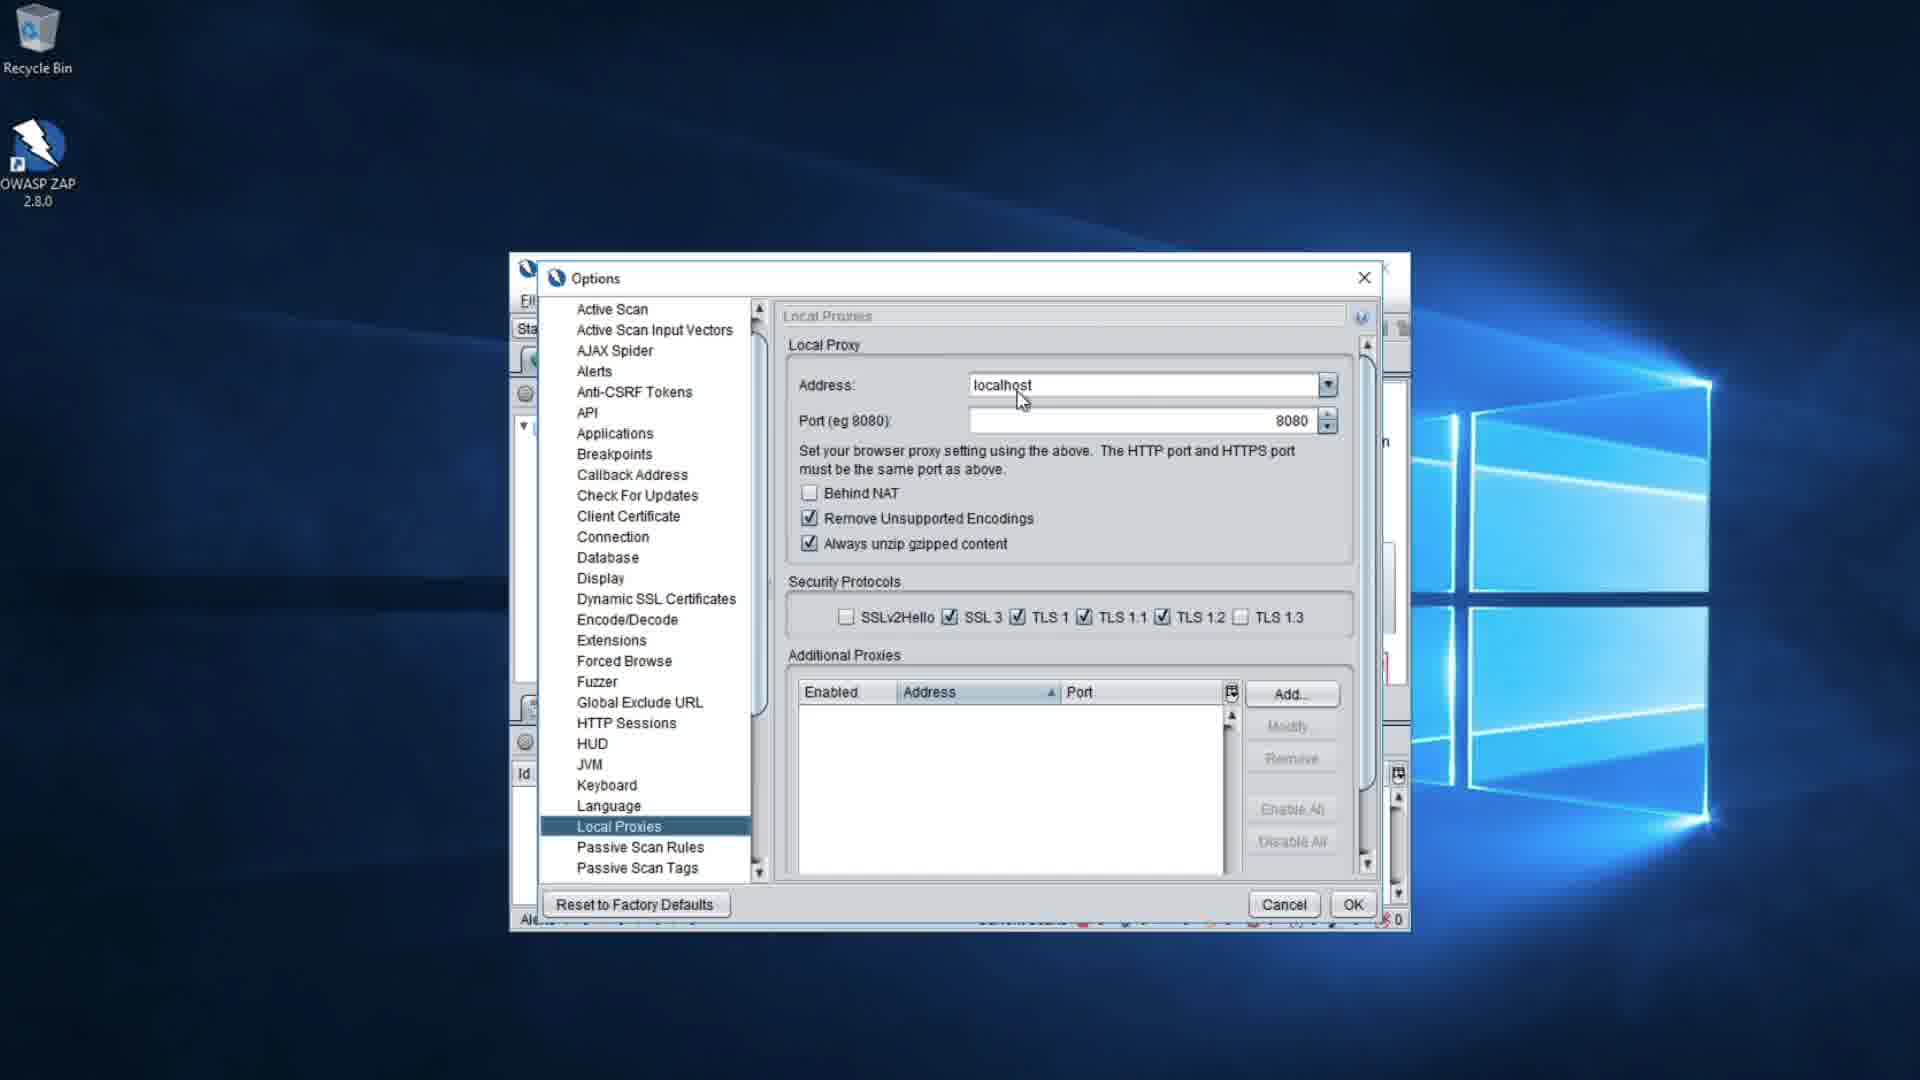 Recycle Bin
OWASP ZAP
2.8.0
Options
Active Scan
Active Scan Input Vectors
AJAX Spider
Alerts
Anti-CSRF Tokens
API
Applications
Breakpoints
Callback Address
Check For Updates
Client Certificate
Connection
Database
Display
Dynamic SSL Certificates
Encode/Decode
Extensions
Forced Browse
Fuzzer
Global Exclude URL
HTTP Sessions
HUD
JVM
Keyboard
Language
Local Proxies
Passive Scan Rules
Passive Scan Tags
Local Proxies
Local Proxy
Address: localhost
Port (eg 8080): 8080
Set your browser proxy setting using the above. The HTTP port and HTTPS port
must be the same port as above.
Behind NAT
Remove Unsupported Encodings
Always unzip gzipped content
Security Protocols
SSLv2Hello SSL 3 TLS 1 TLS 1.1 TLS 1.2 TLS 1.3
Additional Proxies
Enabled Address Port
Add...
Modify
Remove
Enable All
Disable All
Reset to Factory Defaults
Cancel OK
Id
0